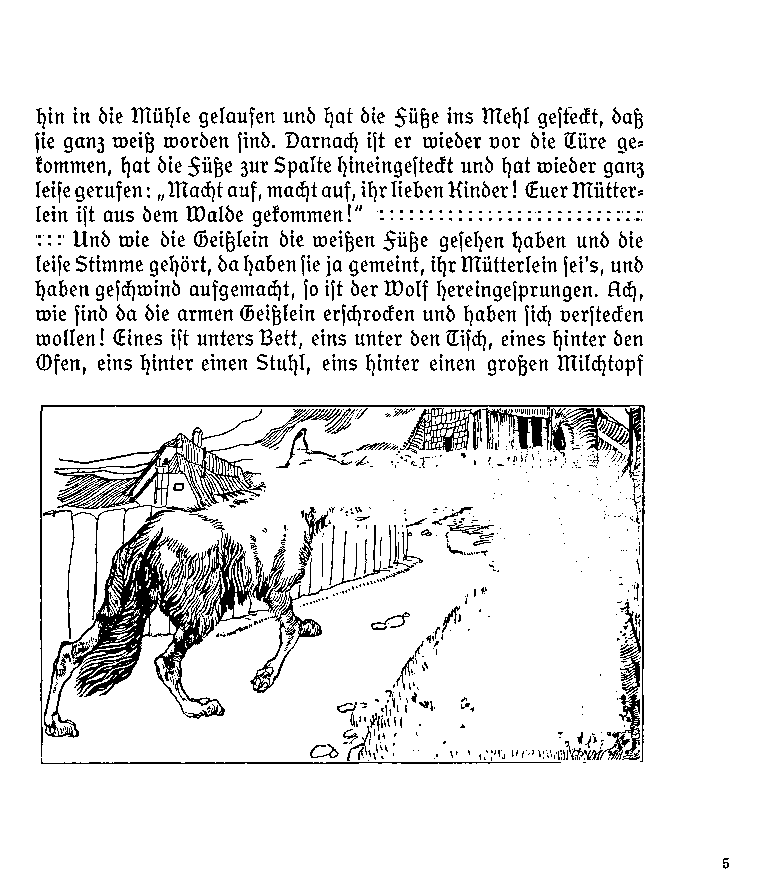 hin in die Mühle gelaufen und hat die Füße ins Mehl gesteckt, daß
sie ganz weiß worden sind. Darnach ist er wieder vor die Türe ge=
kommen, hat die Füße zur Spalte hineingesteckt und hat wieder ganz
leise gerufen: „Macht auf, macht auf, ihr lieben Kinder! Euer Mütter=
lein ist aus dem Walde gekommen!“ :::::::::::::::::::::::::::
::: Und wie die Geißlein die weißen Füße gesehen haben und die
leise Stimme gehört, da haben sie ja gemeint, ihr Mütterlein sei's, und
haben geschwind aufgemacht, so ist der Wolf hereingesprungen. Ach,
wie sind da die armen Geißlein erschrocken und haben sich verstecken
wollen! Eines ist unters Bett, eins unter den Tisch, eines hinter den
Ofen, eins hinter einen Stuhl, eins hinter einen großen Milchtopf
5